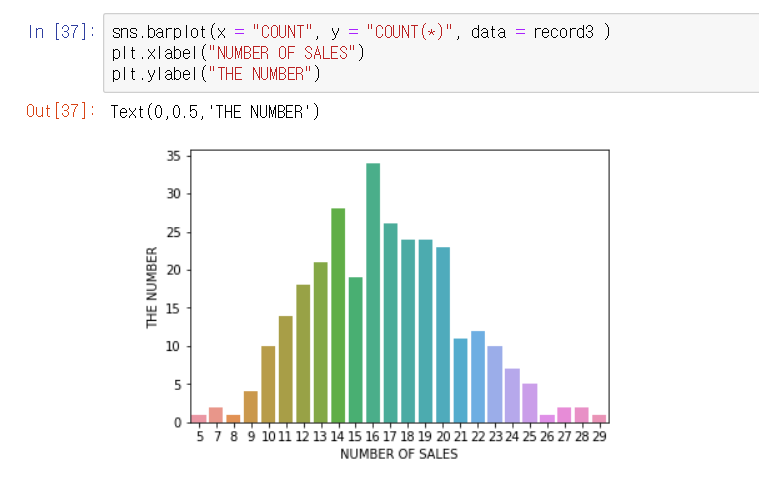 In [37]: sns.barplot(x = "COUNT", y = "COUNT(*)", data = record3 )
plt.xlabel("NUMBER OF SALES")
plt.ylabel("THE NUMBER")
Out[37]: Text(0,0.5,'THE NUMBER')
35
30
25
20
15
10
5
0
THE NUMBER
5 7 8 9 10 11 12 13 14 15 16 17 18 19 20 21 22 23 24 25 26 27 28 29
NUMBER OF SALES